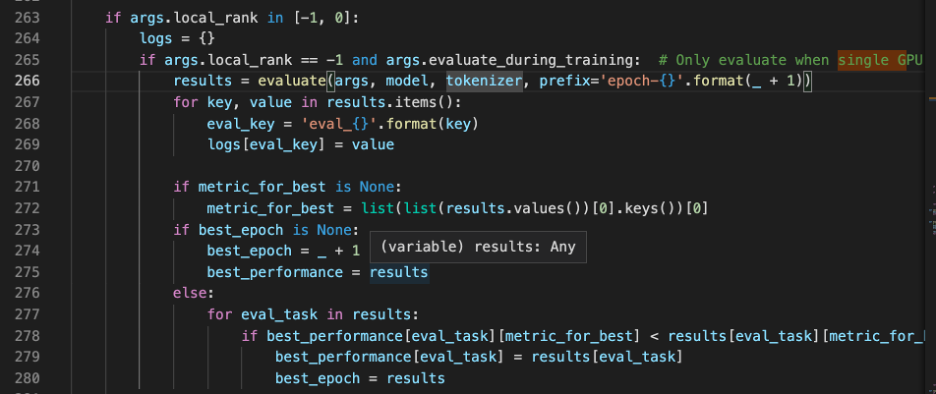 263 if args.local_rank in [-1, 0]:
264 logs = {}
265 if args.local_rank == -1 and args.evaluate_during_training: # Only evaluate when single GPU
266 results = evaluate(args, model, tokenizer, prefix='epoch-{}'.format(_ + 1))
267 for key, value in results.items():
268 eval_key = 'eval_{}'.format(key)
269 logs[eval_key] = value
270
271 if metric_for_best is None:
272 metric_for_best = list(list(results.values())[0].keys())[0]
273 if best_epoch is None:
274 best_epoch = _ + 1
(variable) results: Any
275 best_performance = results
276 else:
277 for eval_task in results:
278 if best_performance[eval_task][metric_for_best] < results[eval_task][metric_for_
279 best_performance[eval_task] = results[eval_task]
280 best_epoch = results